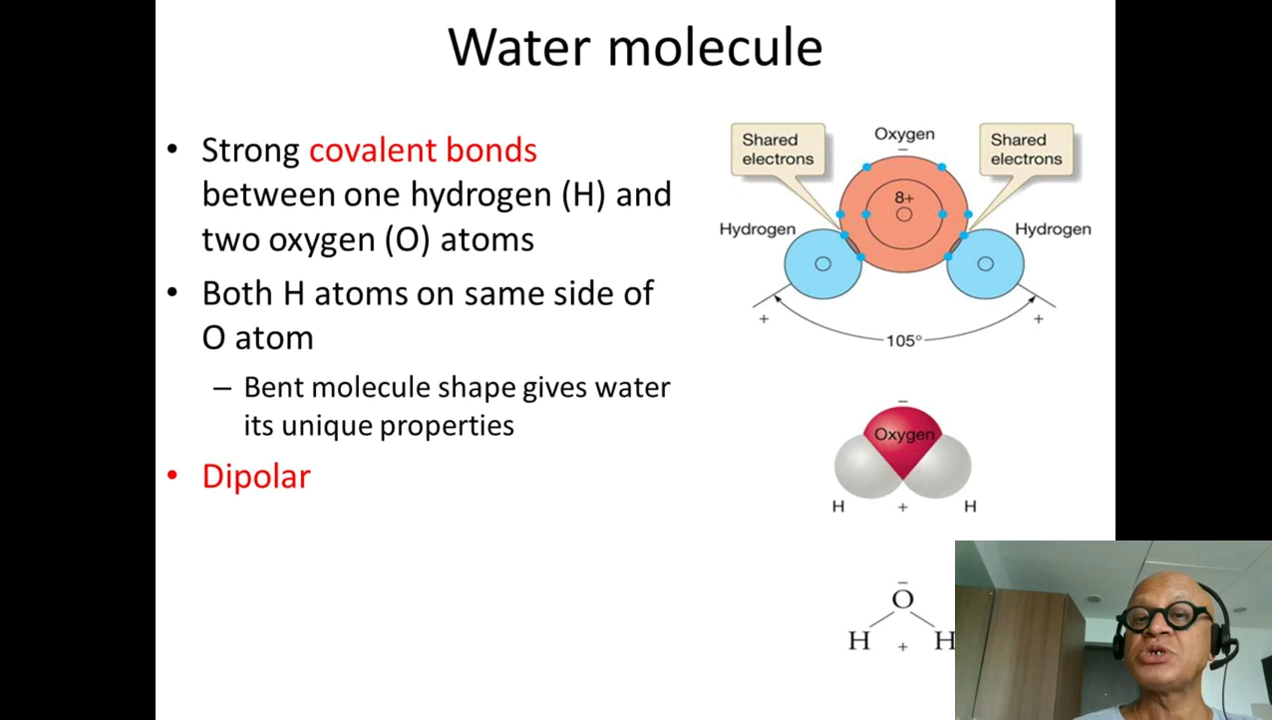 Water molecule
• Strong covalent bonds
between one hydrogen (H) and
two oxygen (O) atoms
• Both H atoms on same side of
O atom
– Bent molecule shape gives water
its unique properties
• Dipolar
Shared
electrons
Oxygen
–
Shared
electrons
8+
Hydrogen
Hydrogen
+
+
105°
–
Oxygen
H
+
H
–
O
H
+
H